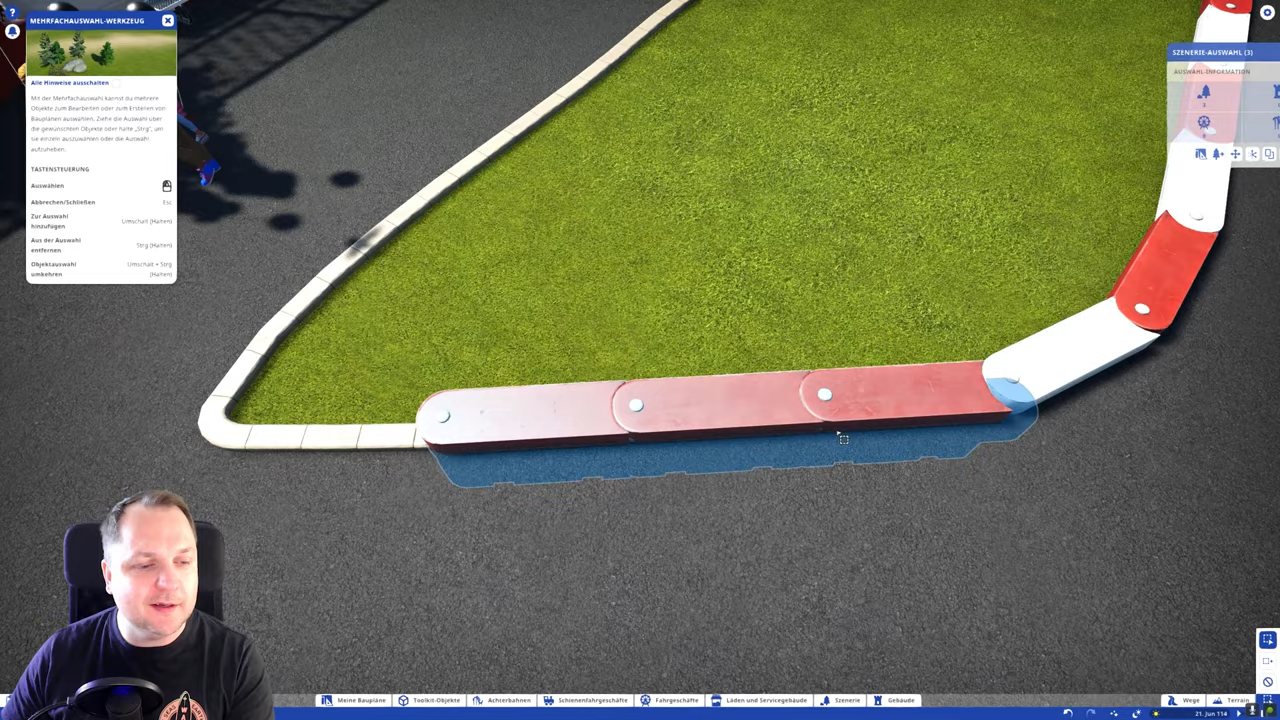 ?
MEHRFACHAUSWAHL-WERKZEUG
Alle Hinweise ausschalten
Mit der Mehrfachauswahl kannst du mehrere
Objekte zum Bearbeiten oder zum Erstellen von
Bauplänen auswählen. Ziehe die Auswahl über
die gewünschten Objekte oder halte „Strg", um
sie einzeln auszuwählen oder die Auswahl
aufzuheben.
TASTENSTEUERUNG
Auswählen
Abbrechen/Schließen Esc
Zur Auswahl
hinzufügen Umschalt (Halten)
Aus der Auswahl
entfernen Strg (Halten)
Objektauswahl
umkehren Umschalt + Strg
(Halten)
SZENERIE-AUSWAHL (3)
AUSWAHL-INFORMATION
3
Meine Baupläne
Toolkit-Objekte
Achterbahnen
Schienenfahrgeschäfte
Fahrgeschäfte
Läden und Servicegebäude
Szenerie
Gebäude
Wege
Terrain
21. Jun 114